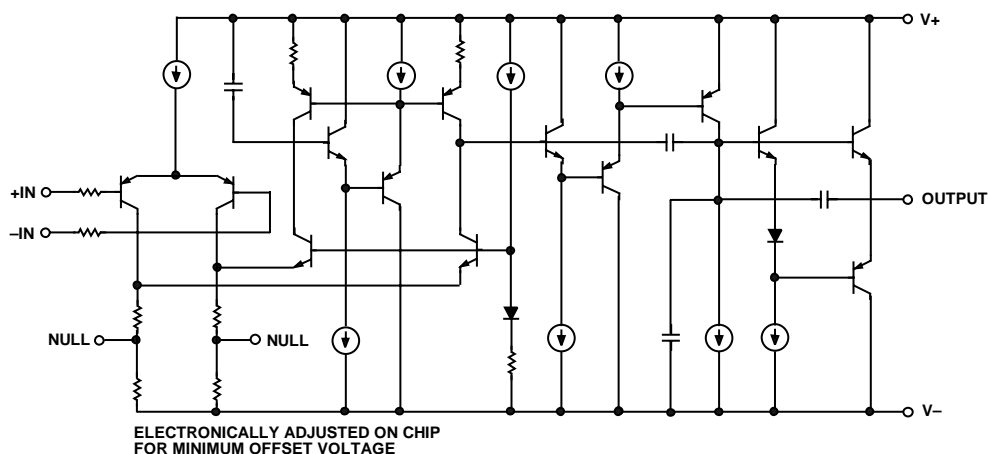 V+
+IN
–IN
OUTPUT
NULL
NULL
V–
ELECTRONICALLY ADJUSTED ON CHIP
FOR MINIMUM OFFSET VOLTAGE